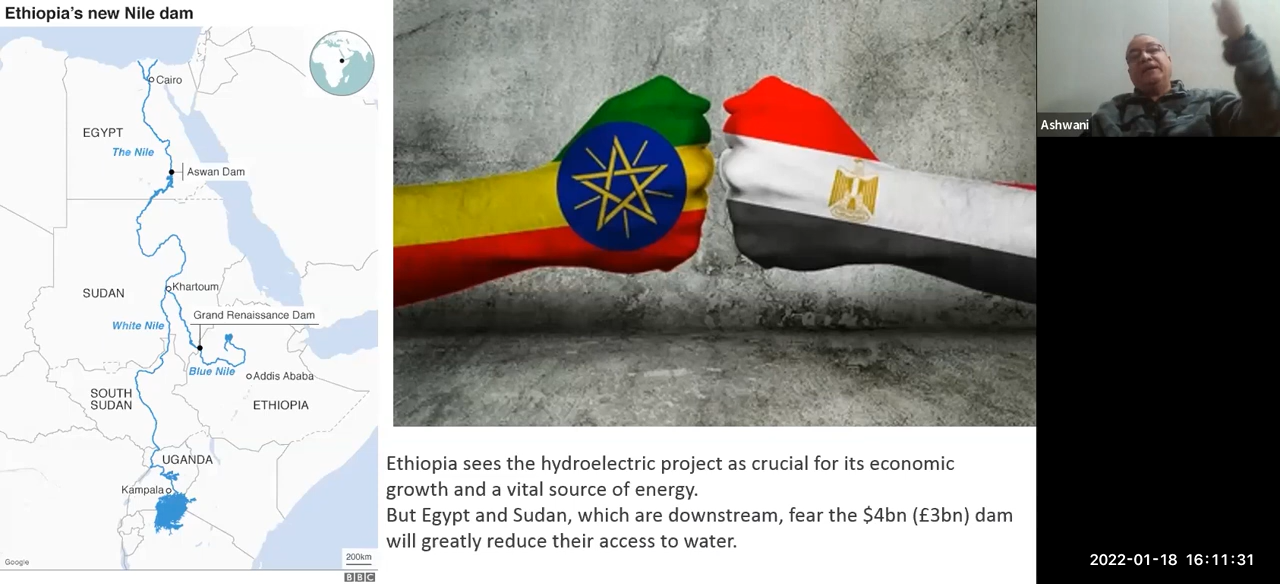 Ethiopia's new Nile dam
Cairo
EGYPT
The Nile
Aswan Dam
SUDAN
Khartoum
Grand Renaissance Dam
White Nile
Blue Nile
Addis Ababa
SOUTH
SUDAN
ETHIOPIA
UGANDA
Kampala
200km
Google
BBC
Ethiopia sees the hydroelectric project as crucial for its economic
growth and a vital source of energy.
But Egypt and Sudan, which are downstream, fear the $4bn (£3bn) dam
will greatly reduce their access to water.
Ashwani
2022-01-18 16:11:31